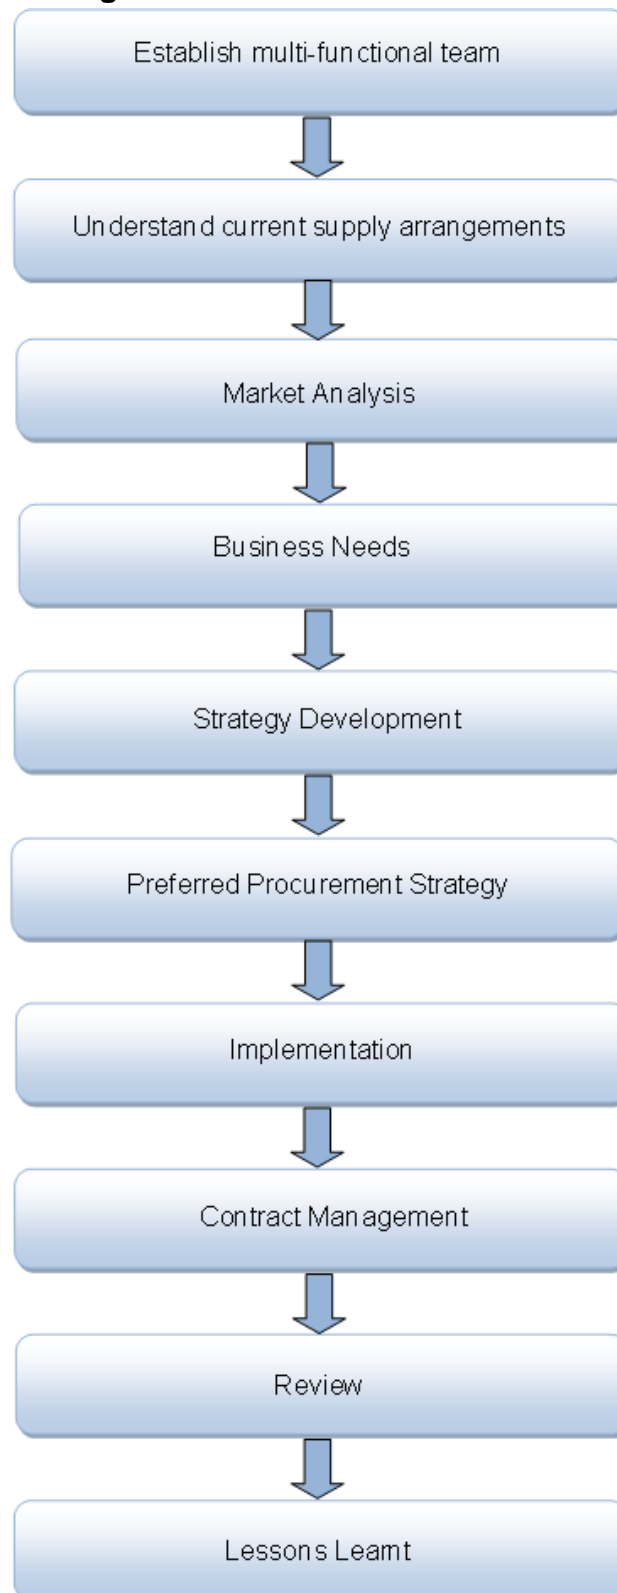 Establish multi-functional team
Understand current supply arrangements
Market Analysis
Business Needs
Strategy Development
Preferred Procurement Strategy
Implementation
Contract Management
Review
Lessons Learnt